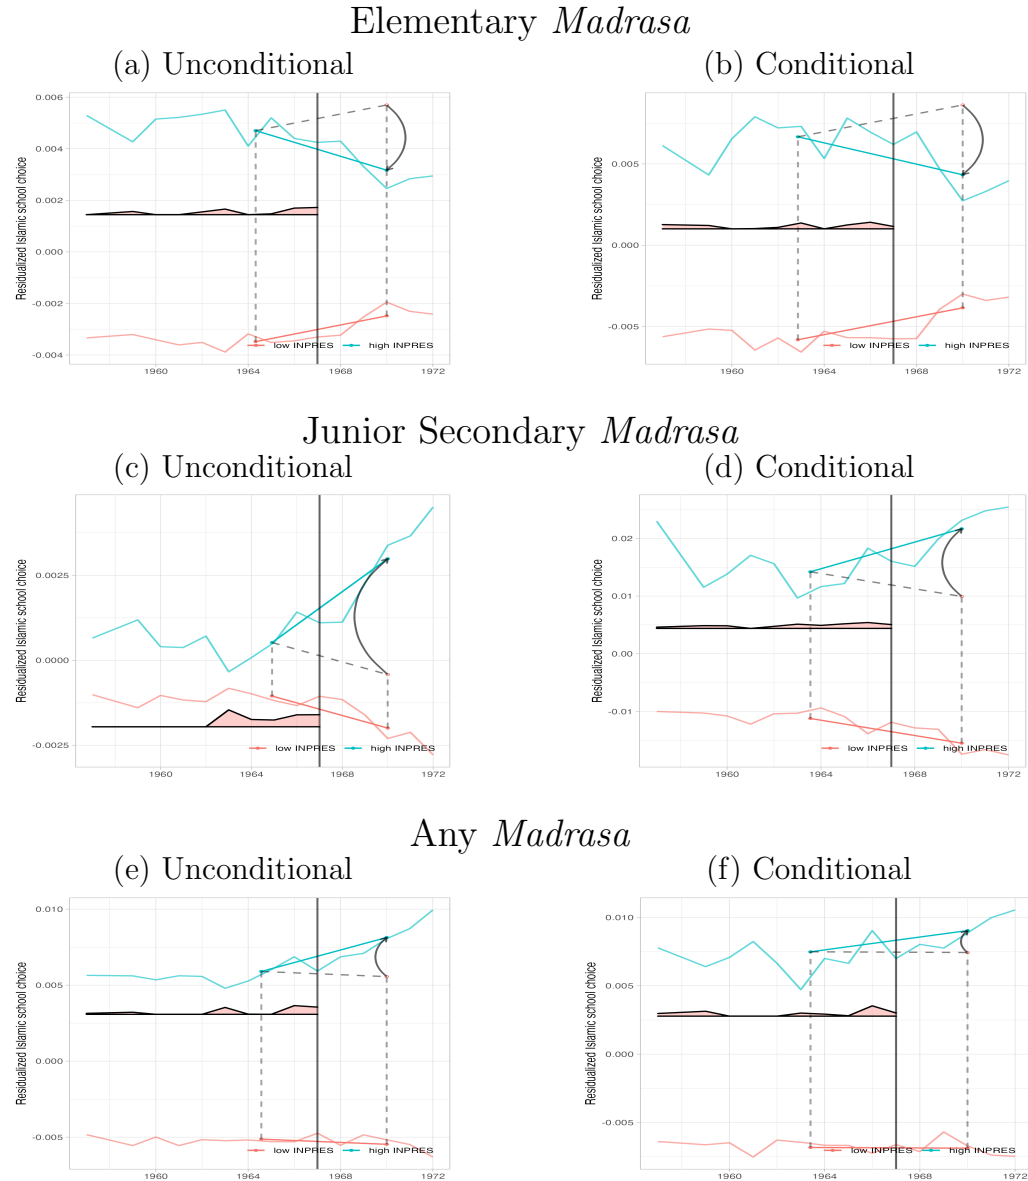 Elementary Madrasa
(a) Unconditional
(b) Conditional
0.006
0.004
0.002
0.000
-0.002
-0.004
Residualized Islamic school choice
low INPRES high INPRES
1960 1964 1968 1972
0.005
0.000
-0.005
Residualized Islamic school choice
low INPRES high INPRES
1960 1964 1968 1972
Junior Secondary Madrasa
(c) Unconditional
(d) Conditional
0.0025
0.0000
-0.0025
Residualized Islamic school choice
low INPRES high INPRES
1960 1964 1968 1972
0.02
0.01
0.00
-0.01
Residualized Islamic school choice
low INPRES high INPRES
1960 1964 1968 1972
Any Madrasa
(e) Unconditional
(f) Conditional
0.010
0.005
0.000
-0.005
Residualized Islamic school choice
low INPRES high INPRES
1960 1964 1968 1972
0.010
0.005
0.000
-0.005
Residualized Islamic school choice
low INPRES high INPRES
1960 1964 1968 1972